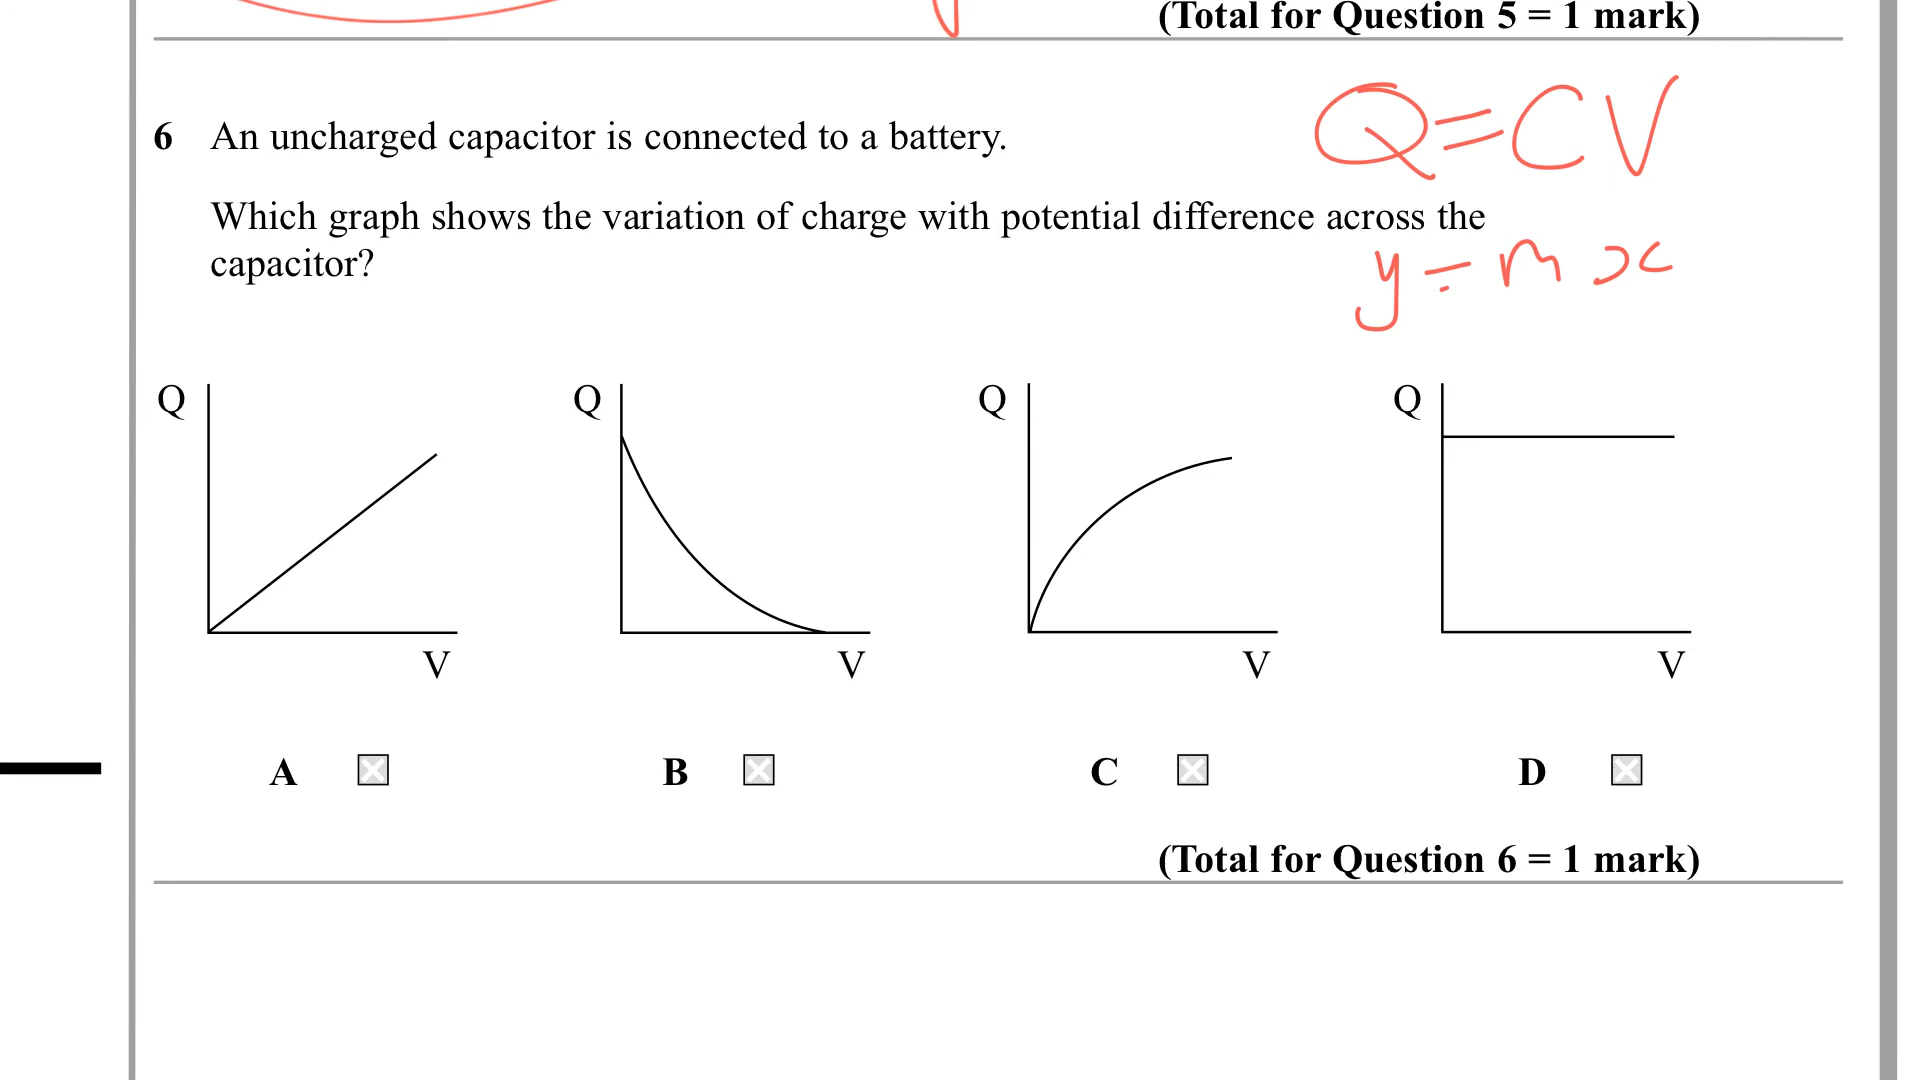 (Total for Question 5 = 1 mark)
Q=CV
6 An uncharged capacitor is connected to a battery.
Which graph shows the variation of charge with potential difference across the
capacitor?
y=mx
Q Q Q Q
V V V V
A B C D
(Total for Question 6 = 1 mark)